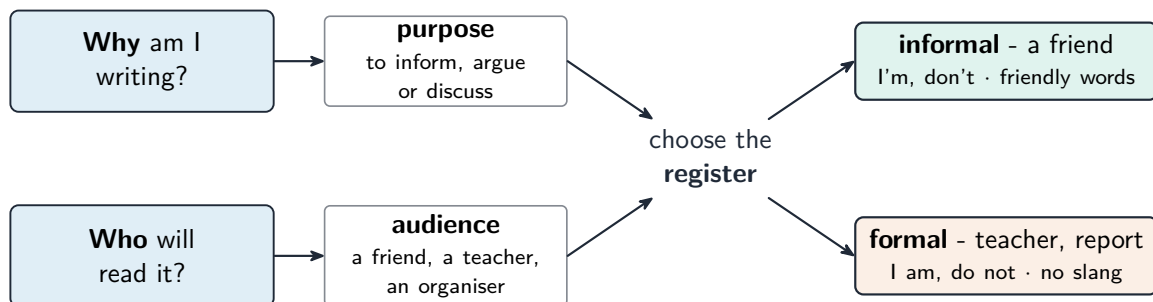 Why am I
writing?
purpose
to inform, argue
or discuss
Who will
read it?
audience
a friend, a teacher,
an organiser
choose the
register
informal - a friend
I'm, don't · friendly words
formal - teacher, report
I am, do not · no slang